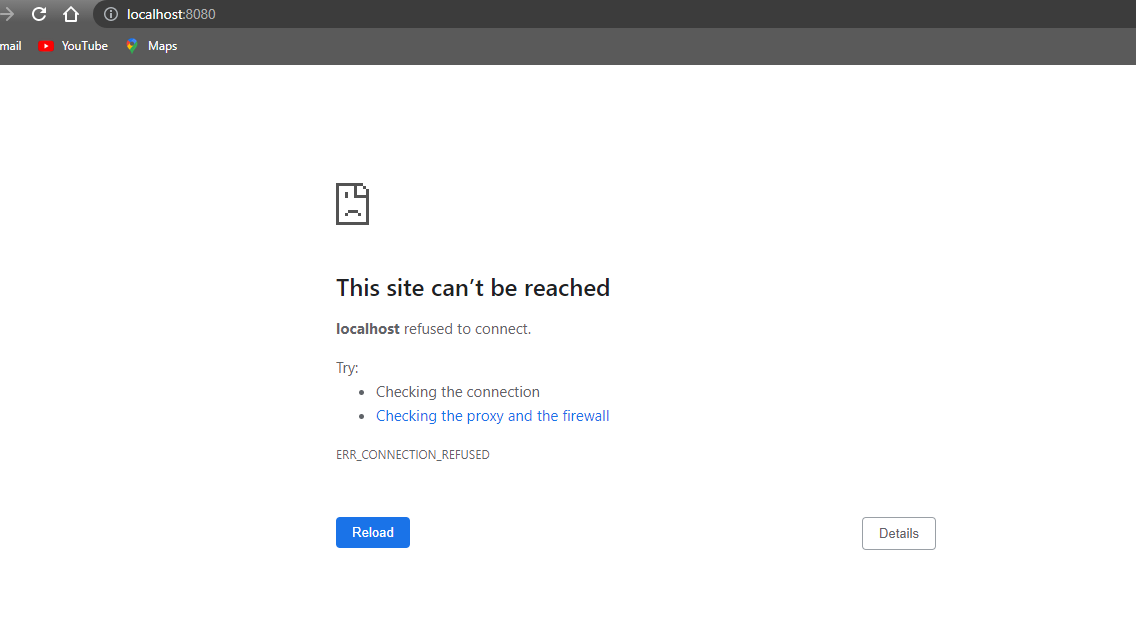 localhost:8080
mail YouTube Maps
This site can’t be reached
localhost refused to connect.
Try:
• Checking the connection
• Checking the proxy and the firewall
ERR_CONNECTION_REFUSED
Reload Details